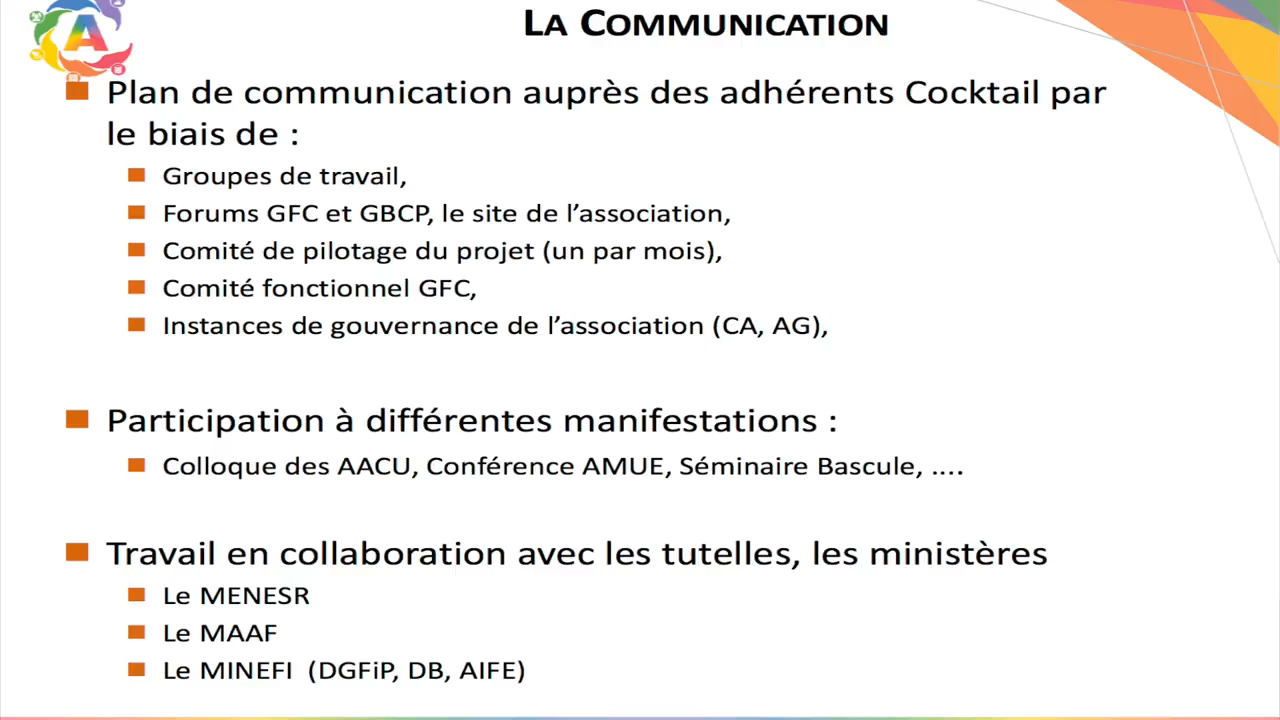 LA COMMUNICATION
Plan de communication auprès des adhérents Cocktail par
le biais de :
Groupes de travail,
Forums GFC et GBCP, le site de l’association,
Comité de pilotage du projet (un par mois),
Comité fonctionnel GFC,
Instances de gouvernance de l’association (CA, AG),
Participation à différentes manifestations :
Colloque des AACU, Conférence AMUE, Séminaire Bascule, ....
Travail en collaboration avec les tutelles, les ministères
Le MENESR
Le MAAF
Le MINEFI (DGFiP, DB, AIFE)